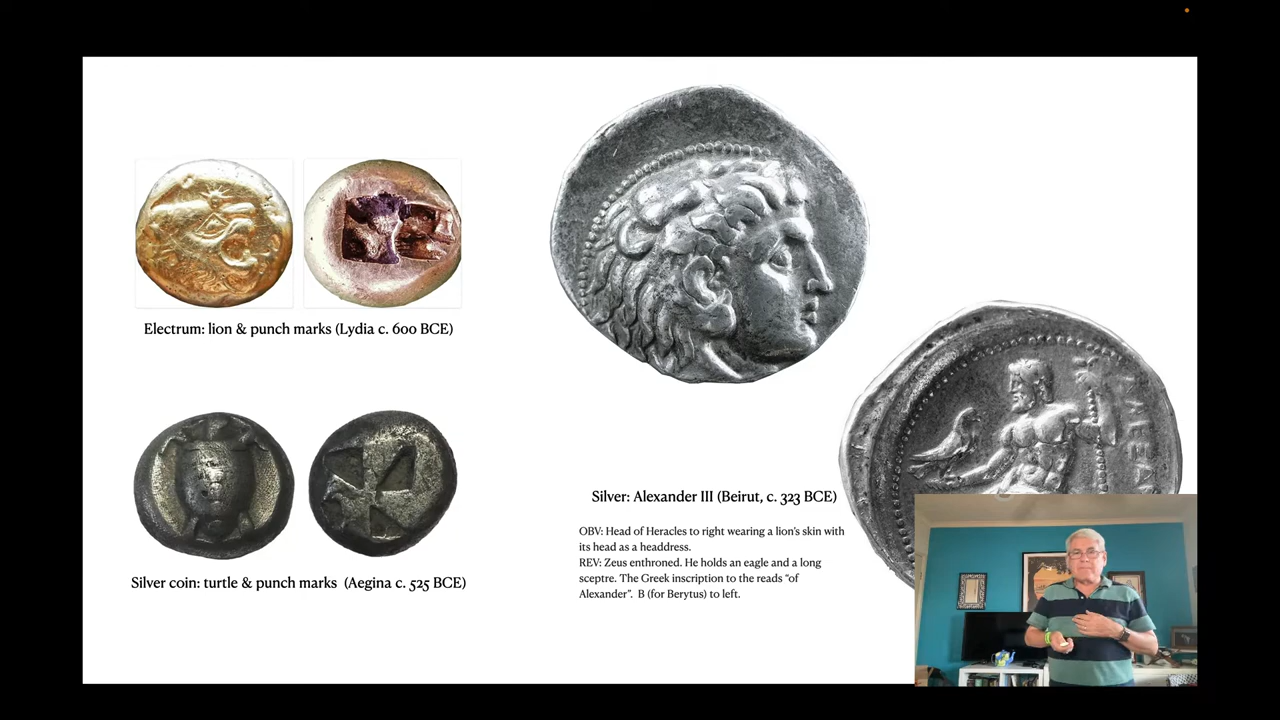 Electrum: lion & punch marks (Lydia c. 600 BCE)
Silver coin: turtle & punch marks (Aegina c. 525 BCE)
Silver: Alexander III (Beirut, c. 323 BCE)
OBV: Head of Heracles to right wearing a lion's skin with
its head as a headdress.
REV: Zeus enthroned. He holds an eagle and a long
sceptre. The Greek inscription to the reads “of
Alexander”. B (for Berytus) to left.